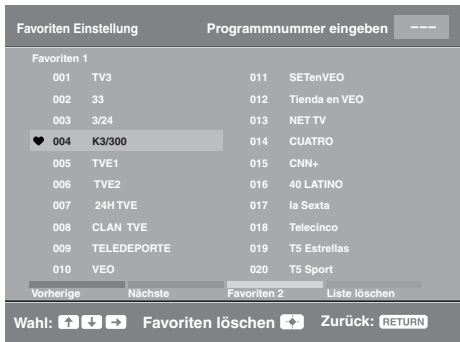 Favoriten Einstellung Programmnummer eingeben ---
Favoriten 1
001 TV3 011 SETenVEO
002 33 012 Tienda en VEO
003 3/24 013 NET TV
004 K3/300 014 CUATRO
005 TVE1 015 CNN+
006 TVE2 016 40 LATINO
007 24H TVE 017 la Sexta
008 CLAN TVE 018 Telecinco
009 TELEDEPORTE 019 T5 Estrellas
010 VEO 020 T5 Sport
Vorherige Nächste Favoriten 2 Liste löschen
Wahl: Favoriten löschen Zurück: RETURN